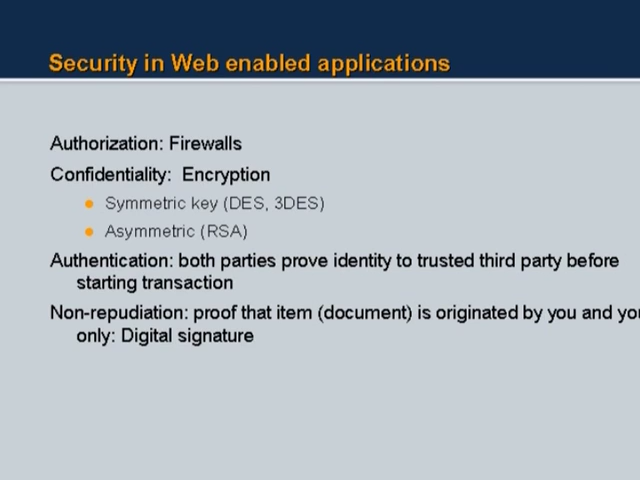 Security in Web enabled applications
Authorization: Firewalls
Confidentiality: Encryption
Symmetric key (DES, 3DES)
Asymmetric (RSA)
Authentication: both parties prove identity to trusted third party before
starting transaction
Non-repudiation: proof that item (document) is originated by you and you
only: Digital signature